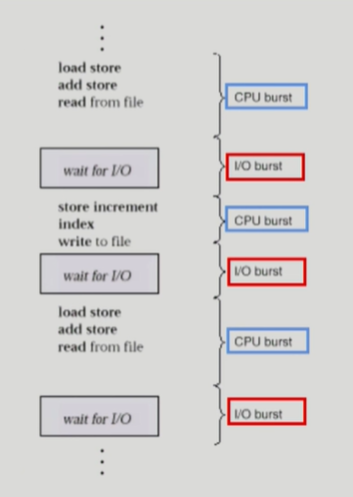 load store
add store
read from file
CPU burst
wait for I/O
I/O burst
store increment
index
write to file
CPU burst
wait for I/O
I/O burst
load store
add store
read from file
CPU burst
wait for I/O
I/O burst